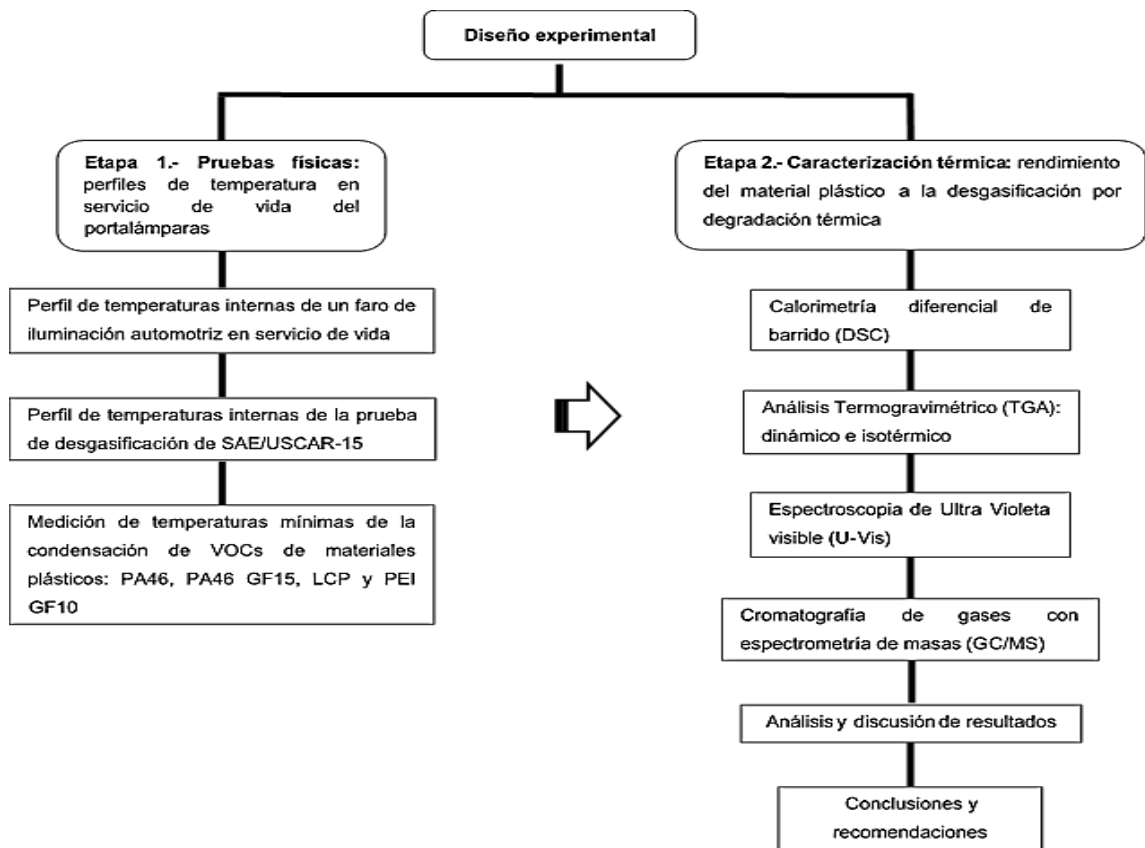 Diseño experimental
Etapa 1.- Pruebas físicas:
perfiles de temperatura en
servicio de vida del
portalámparas
Perfil de temperaturas internas de un faro de
iluminación automotriz en servicio de vida
Perfil de temperaturas internas de la prueba
de desgasificación de SAE/USCAR-15
Medición de temperaturas mínimas de la
condensación de VOCs de materiales
plásticos: PA46, PA46 GF15, LCP y PEI
GF10
Etapa 2.- Caracterización térmica: rendimiento
del material plástico a la desgasificación por
degradación térmica
Calorimetría diferencial de
barrido (DSC)
Análisis Termogravimétrico (TGA):
dinámico e isotérmico
Espectroscopia de Ultra Violeta
visible (U-Vis)
Cromatografía de gases con
espectrometría de masas (GC/MS)
Análisis y discusión de resultados
Conclusiones y
recomendaciones